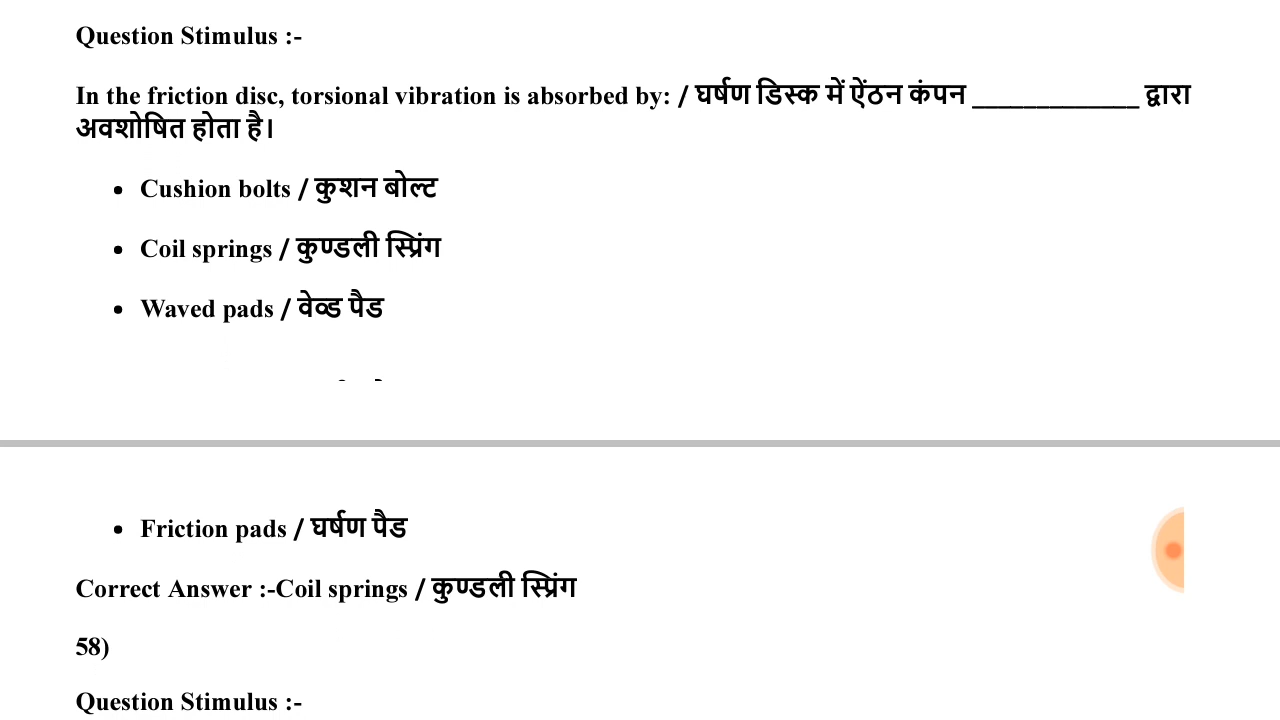 Question Stimulus :-
In the friction disc, torsional vibration is absorbed by: / घर्षण डिस्क में ऐंठन कंपन _____________ द्वारा
अवशोषित होता है।
• Cushion bolts / कुशन बोल्ट
• Coil springs / कुण्डली स्प्रिंग
• Waved pads / वेव्ड पैड
• Friction pads / घर्षण पैड
Correct Answer :-Coil springs / कुण्डली स्प्रिंग
58)
Question Stimulus :-